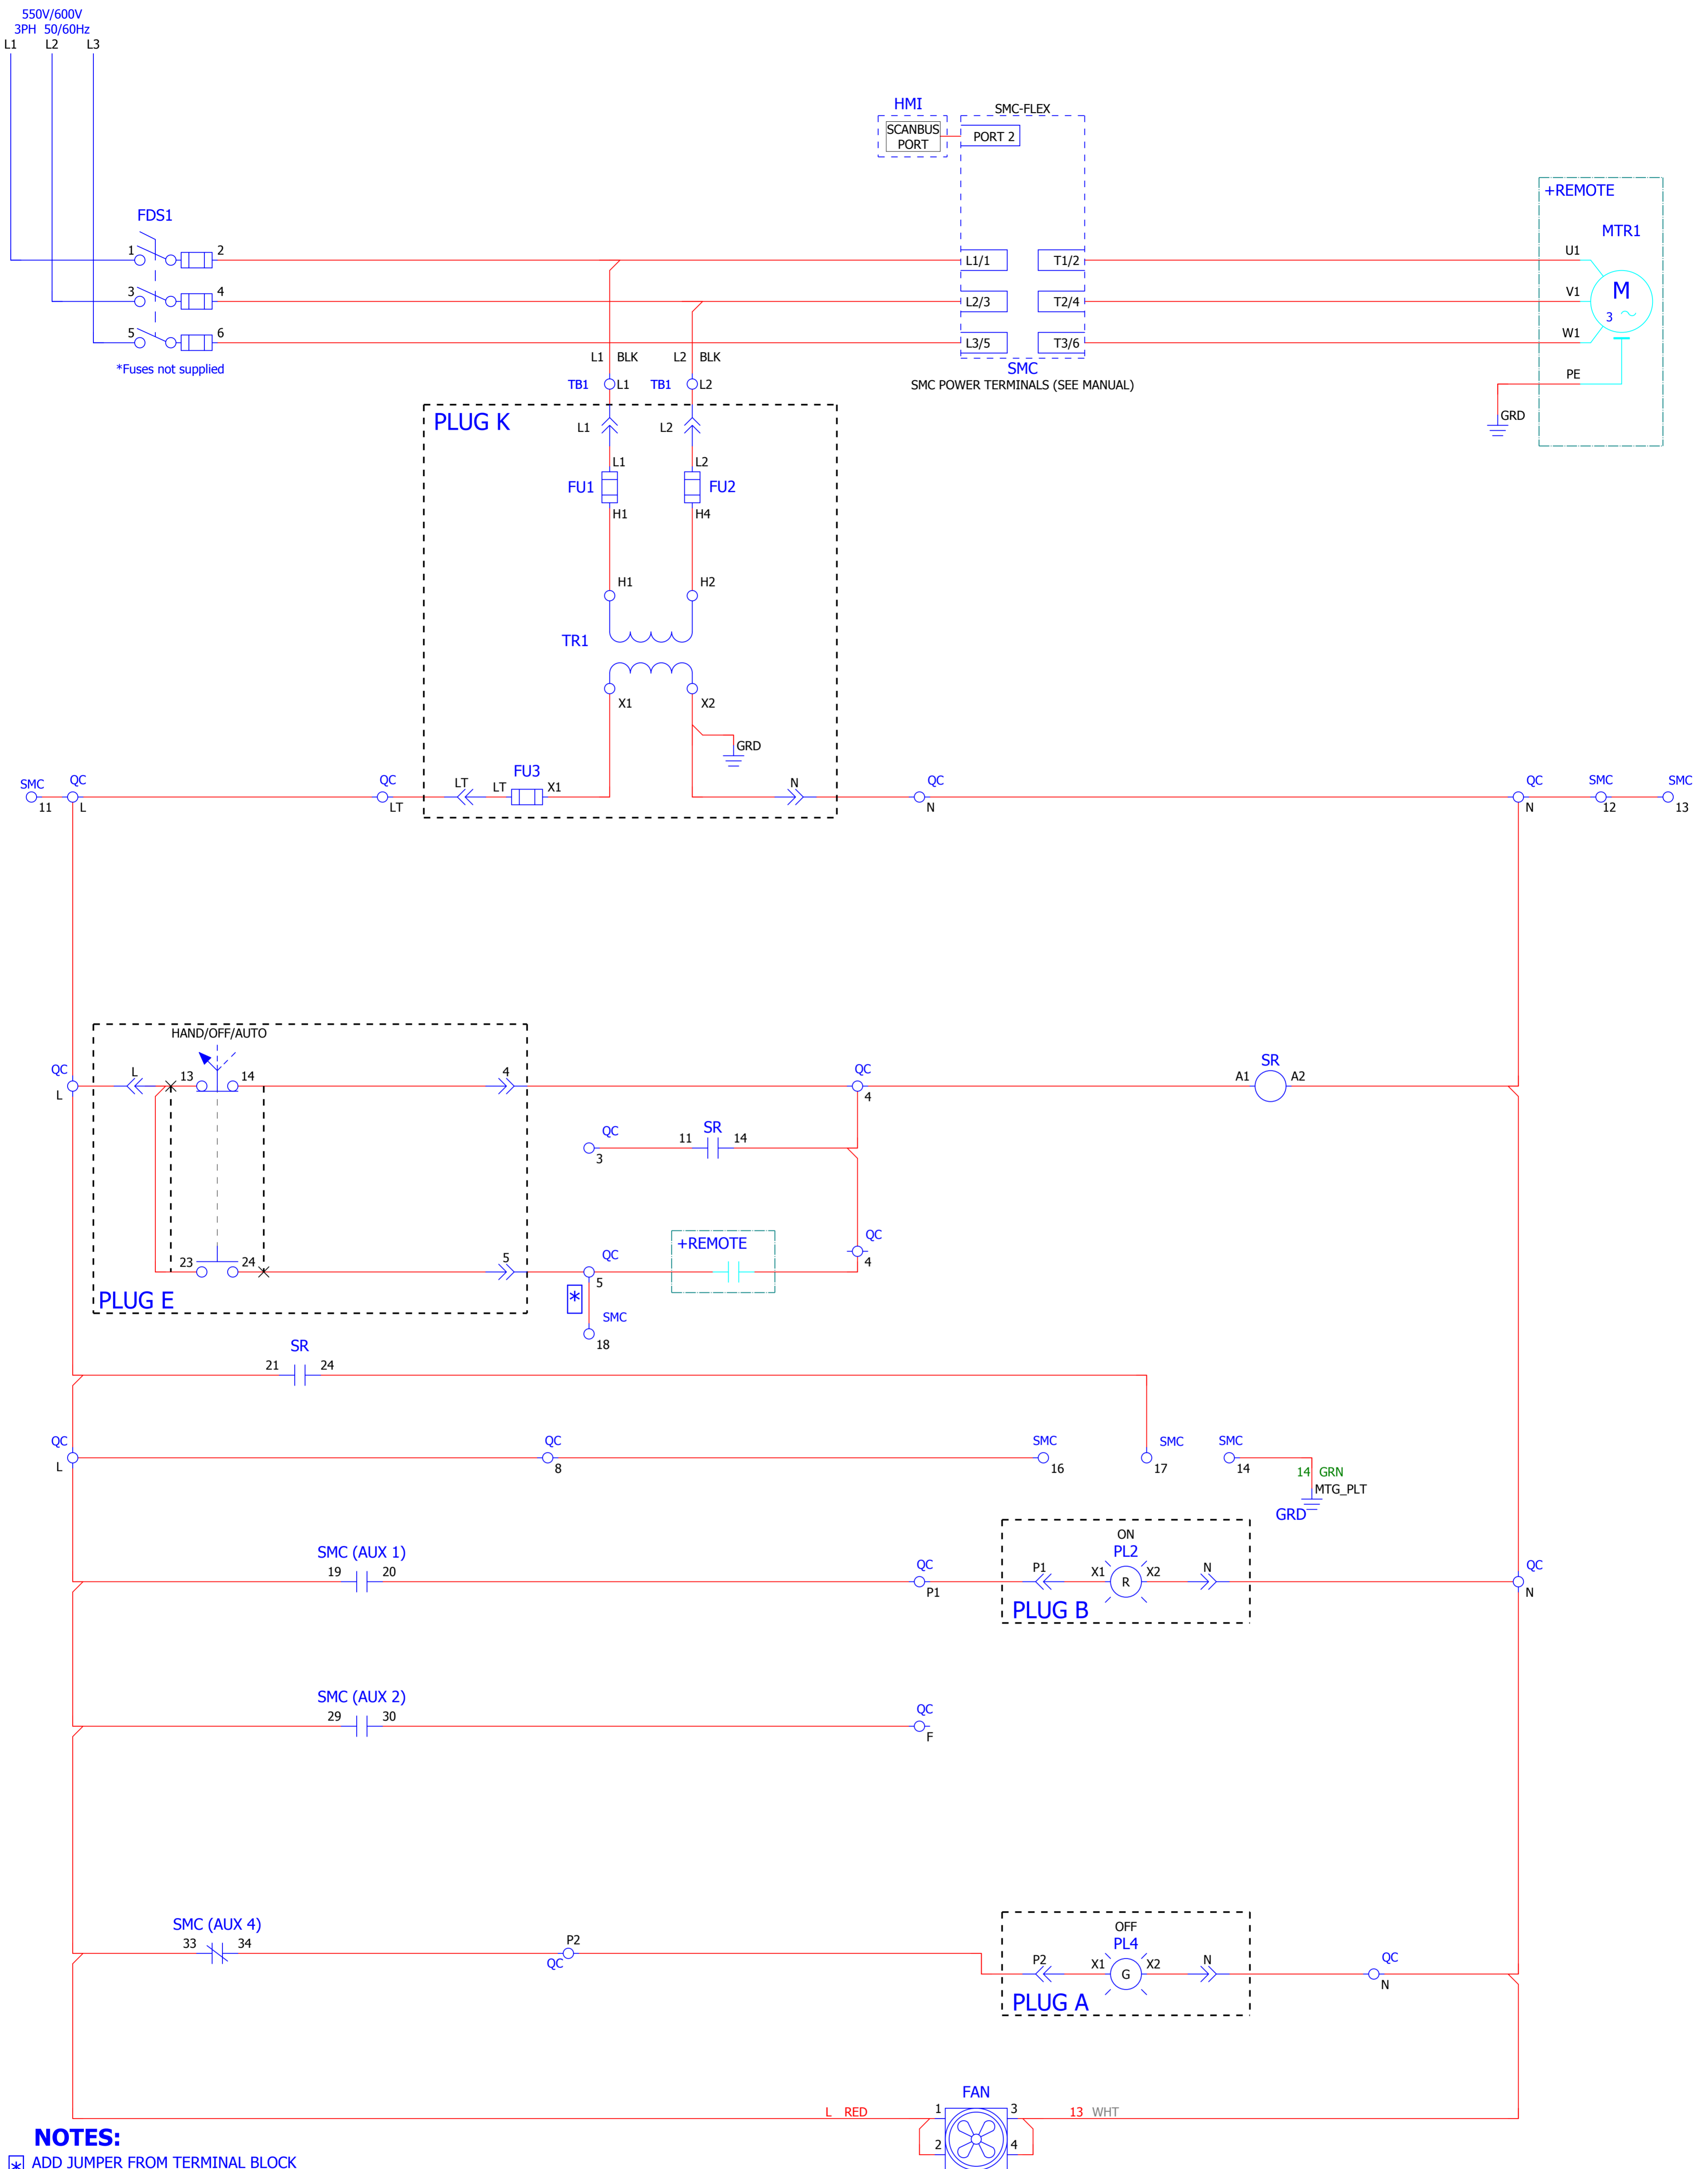 550V/600V
3PH 50/60Hz
L1 L2 L3
HMI
SCANBUS
PORT
SMC-FLEX
PORT 2
+REMOTE
MTR1
FDS1
1 2
L1/1 T1/2
U1
3 4
L2/3 T2/4
V1
M
3
5 6
L3/5 T3/6
W1
*Fuses not supplied
SMC
SMC POWER TERMINALS (SEE MANUAL)
PE
GRD
L1 BLK L2 BLK
TB1 L1 TB1 L2
PLUG K
L1 L2
L1 L2
FU1 FU2
H1 H4
H1 H2
TR1
X1 X2
GRD
SMC QC QC LT LT FU3 X1 N QC QC SMC SMC
11 L LT N N 12 13
HAND/OFF/AUTO
QC L 13 14 4 QC A1 SR A2
L 4
QC 11 SR 14
3
+REMOTE
QC
4
23 24 5 QC
5
PLUG E
*
SMC
18
SR
21 24
QC QC SMC SMC SMC
L 8 16 17 14
14 GRN
MTG_PLT
GRD
ON
SMC (AUX 1)
19 20
QC P1 X1 PL2 X2 N QC
R
P1 N
PLUG B
SMC (AUX 2)
29 30
QC
F
OFF
SMC (AUX 4)
33 34
P2
QC
P2 X1 PL4 X2 N QC
G
N
PLUG A
FAN
L RED 1 3 13 WHT
2 4
NOTES:
* ADD JUMPER FROM TERMINAL BLOCK